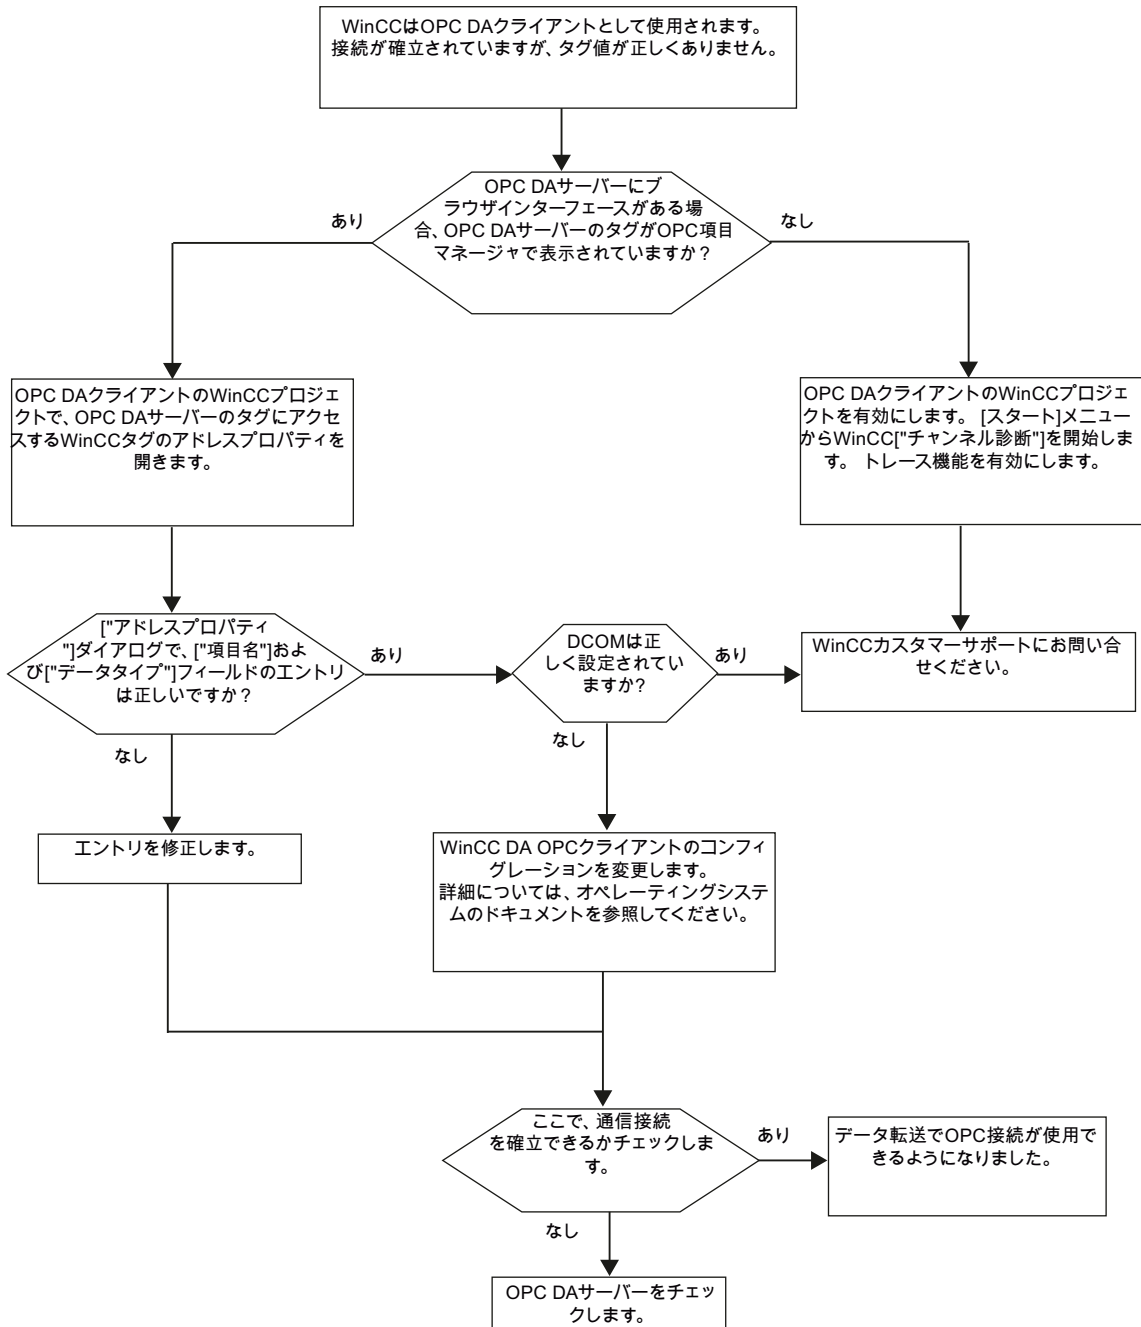 WinCCはOPC DAクライアントとして使用されます。
接続が確立されていますが、タグ値が正しくありません。
OPC DAサーバーにブ
ラウザインターフェースがある場
合、OPC DAサーバーのタグがOPC項目
マネージャで表示されていますか？
あり
なし
OPC DAクライアントのWinCCプロジェ
クトで、OPC DAサーバーのタグにアクセ
スするWinCCタグのアドレスプロパティを
開きます。
OPC DAクライアントのWinCCプロジェ
クトを有効にします。 [スタート]メニュー
からWinCC["チャンネル診断"]を開始しま
す。 トレース機能を有効にします。
["アドレスプロパティ
"]ダイアログで、["項目名"]およ
び["データタイプ"]フィールドのエントリ
は正しいですか？
あり
なし
DCOMは正
しく設定されてい
ますか?
あり
なし
WinCCカスタマーサポートにお問い合
せください。
エントリを修正します。
WinCC DA OPCクライアントのコンフィ
グレーションを変更します。
詳細については、オペレーティングシステ
ムのドキュメントを参照してください。
ここで、通信接続
を確立できるかチェックしま
す。
あり
なし
データ転送でOPC接続が使用で
きるようになりました。
OPC DAサーバーをチェッ
クします。